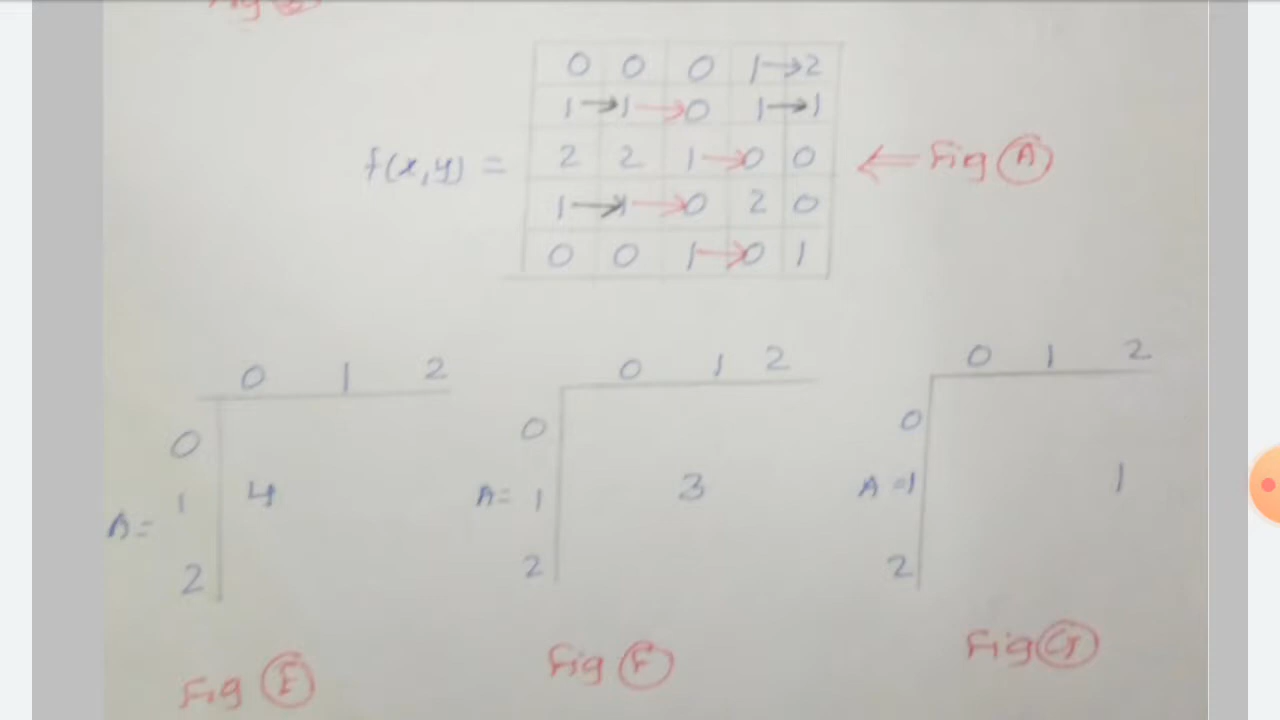 Fig
0 0 0 1→2
1→1→0 1→1
f(x,y) = 2 2 1→0 0 ⇐ Fig A
1→1→0 2 0
0 0 1→0 1
0 1 2
0
A= 1 4
2
Fig E
0 1 2
0
A= 1 3
2
Fig F
0 1 2
0
A=1 1
2
Fig G